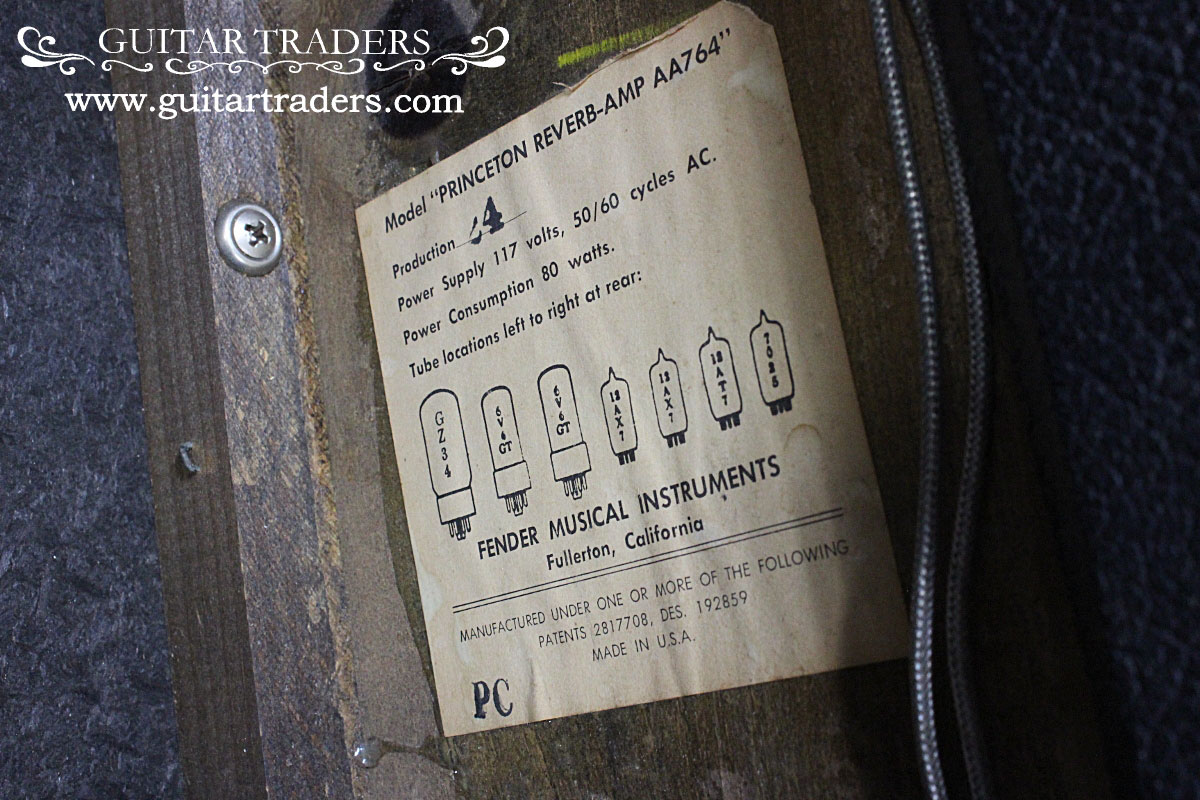 GUITAR TRADERS
www.guitartraders.com
Model "PRINCETON REVERB-AMP AA764"
Production 4
Power Supply 117 volts, 50/60 cycles AC.
Power Consumption 80 watts.
Tube locations left to right at rear:
GZ34 6V6GT 6V6GT 12AX7 12AX7 12AT7 7025
FENDER MUSICAL INSTRUMENTS
Fullerton, California
MANUFACTURED UNDER ONE OR MORE OF THE FOLLOWING
PATENTS 2817708, DES. 192859
MADE IN U.S.A.
PC